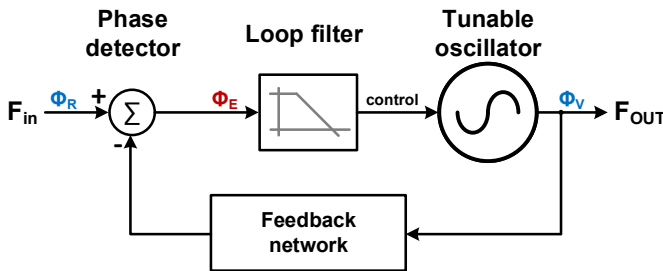 Phase
detector
Loop filter
Tunable
oscillator
F_in
Φ_R
+
Σ
-
Φ_E
control
Φ_V
F_OUT
Feedback
network